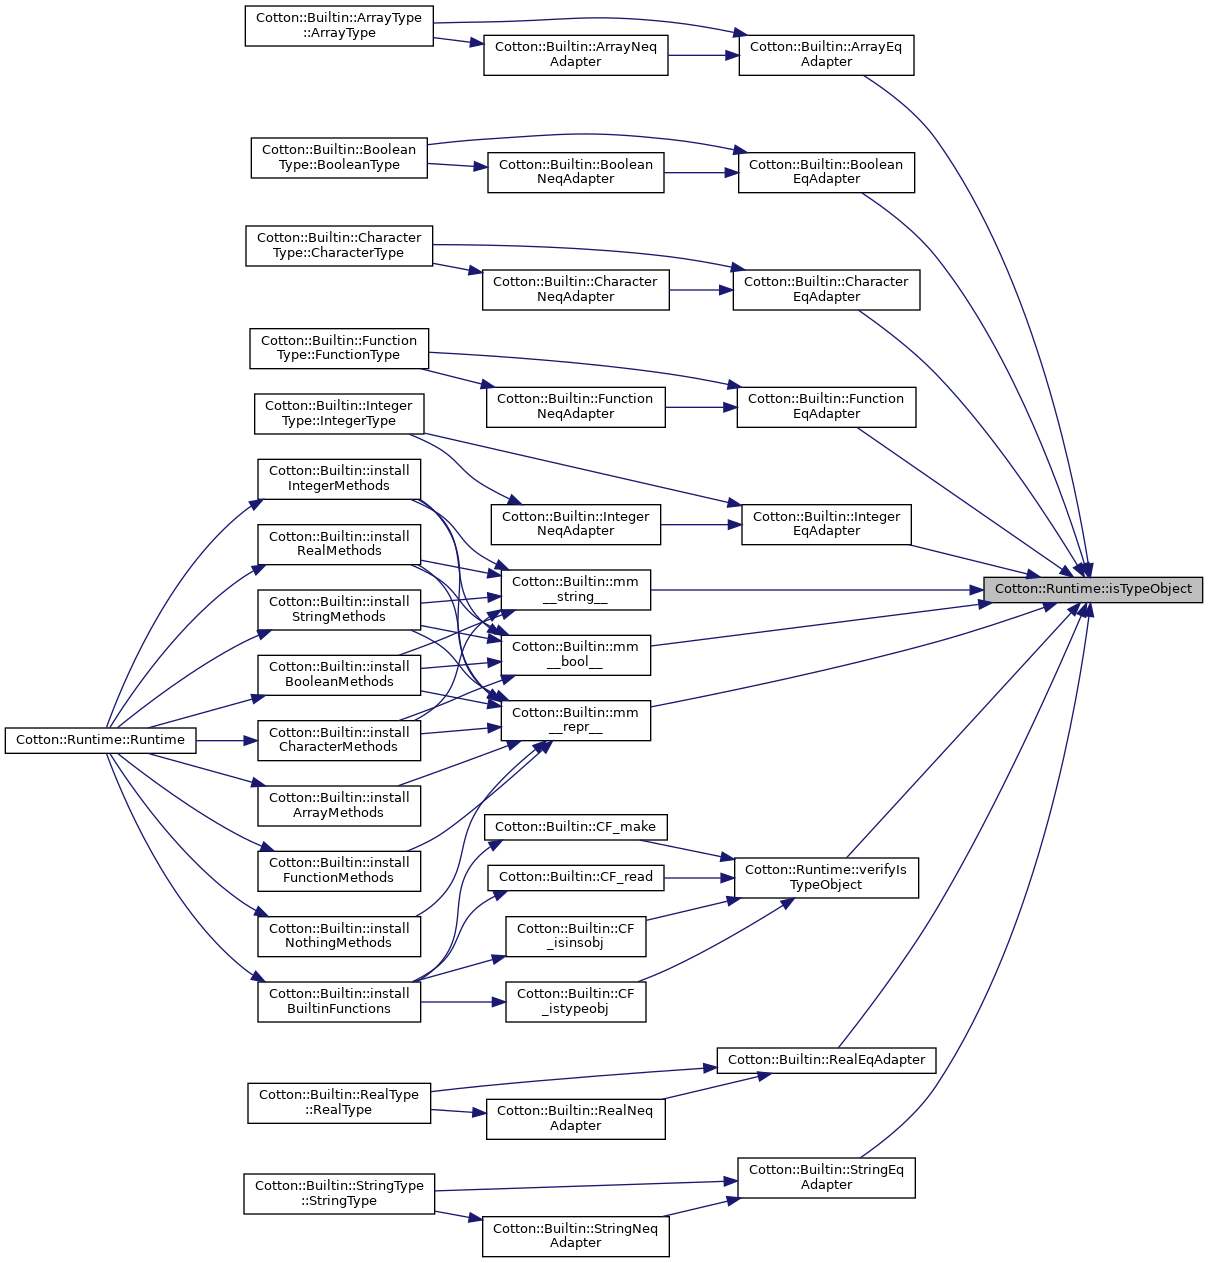 Cotton::Builtin::ArrayType
::ArrayType
Cotton::Builtin::ArrayNeq
Adapter
Cotton::Builtin::ArrayEq
Adapter
Cotton::Builtin::Boolean
Type::BooleanType
Cotton::Builtin::Boolean
NeqAdapter
Cotton::Builtin::Boolean
EqAdapter
Cotton::Builtin::Character
Type::CharacterType
Cotton::Builtin::Character
NeqAdapter
Cotton::Builtin::Character
EqAdapter
Cotton::Builtin::Function
Type::FunctionType
Cotton::Builtin::Function
NeqAdapter
Cotton::Builtin::Function
EqAdapter
Cotton::Builtin::Integer
Type::IntegerType
Cotton::Builtin::Integer
NeqAdapter
Cotton::Builtin::Integer
EqAdapter
Cotton::Builtin::install
IntegerMethods
Cotton::Builtin::install
RealMethods
Cotton::Builtin::install
StringMethods
Cotton::Builtin::install
BooleanMethods
Cotton::Builtin::install
CharacterMethods
Cotton::Builtin::install
ArrayMethods
Cotton::Builtin::install
FunctionMethods
Cotton::Builtin::install
NothingMethods
Cotton::Builtin::install
BuiltinFunctions
Cotton::Runtime::Runtime
Cotton::Builtin::mm
__string__
Cotton::Builtin::mm
__bool__
Cotton::Builtin::mm
__repr__
Cotton::Runtime::isTypeObject
Cotton::Builtin::CF_make
Cotton::Builtin::CF_read
Cotton::Builtin::CF
_isinsobj
Cotton::Builtin::CF
_istypeobj
Cotton::Runtime::verifyIs
TypeObject
Cotton::Builtin::RealEqAdapter
Cotton::Builtin::RealType
::RealType
Cotton::Builtin::RealNeq
Adapter
Cotton::Builtin::StringEq
Adapter
Cotton::Builtin::StringType
::StringType
Cotton::Builtin::StringNeq
Adapter